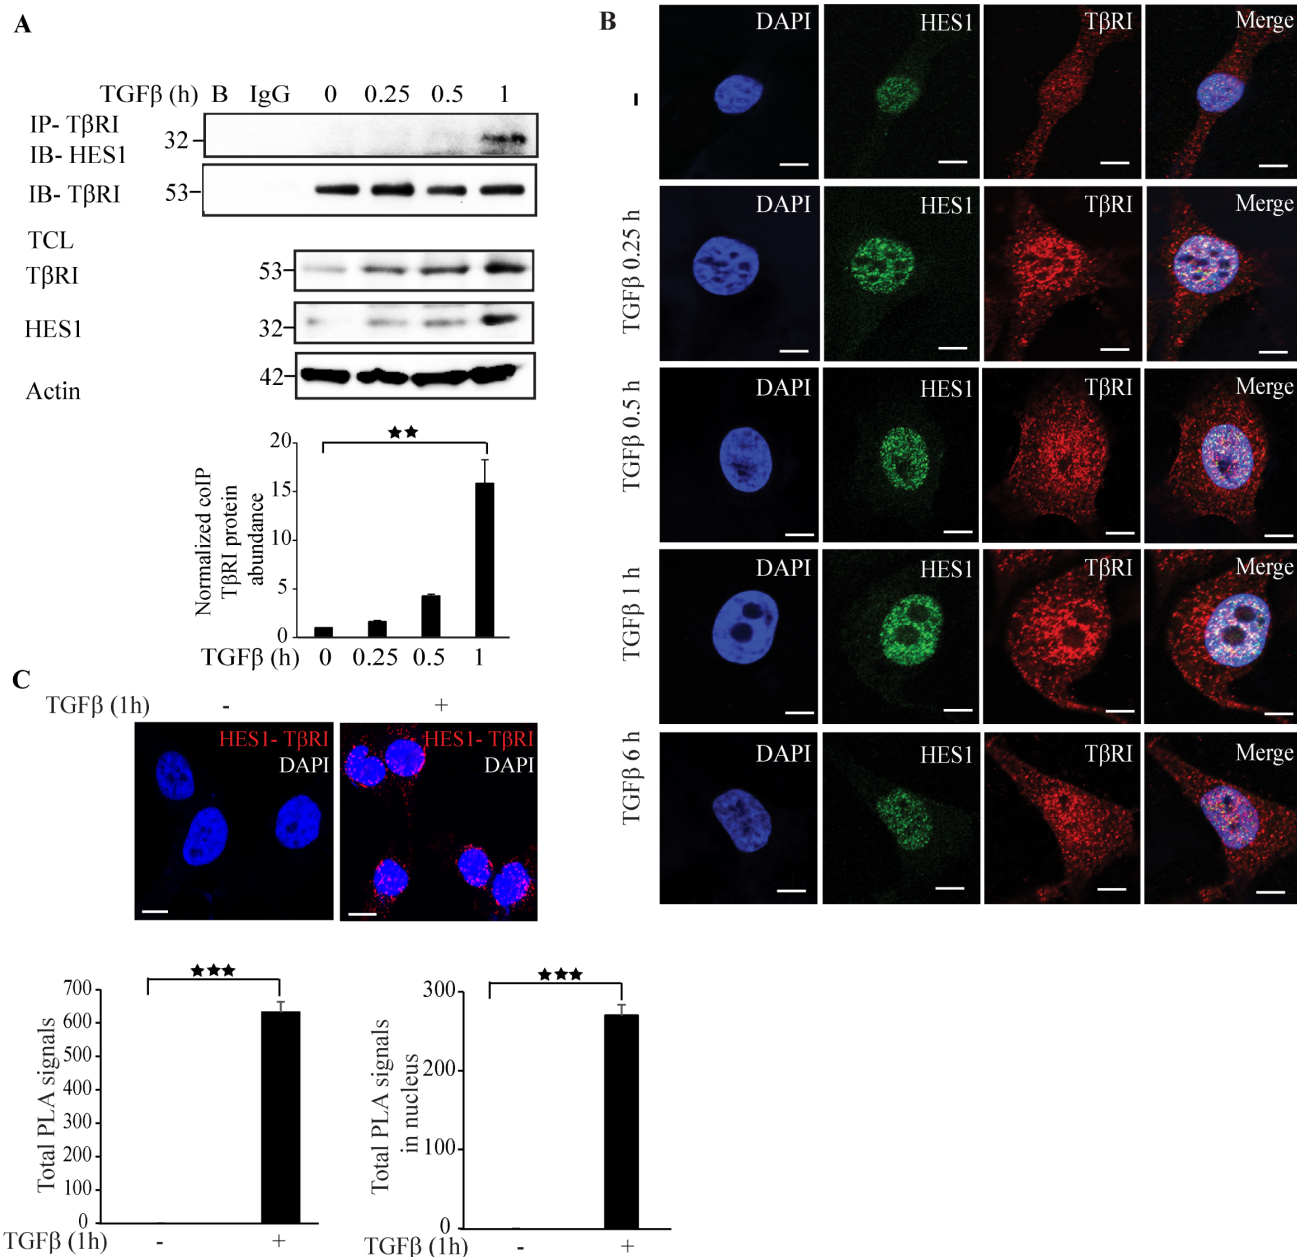 A
TGFβ (h) B IgG 0 0.25 0.5 1
IP- TβRI
IB- HES1
32
IB- TβRI
53
TCL
TβRI
53
HES1
32
Actin
42
★★
20
15
10
5
0
Normalized coIP
TβRI protein
abundance
TGFβ (h) 0 0.25 0.5 1
B
-
DAPI HES1 TβRI Merge
TGFβ 0.25 h
DAPI HES1 TβRI Merge
TGFβ 0.5 h
DAPI HES1 TβRI Merge
TGFβ 1 h
DAPI HES1 TβRI Merge
TGFβ 6 h
DAPI HES1 TβRI Merge
C
TGFβ (1h) - +
HES1- TβRI
DAPI
HES1- TβRI
DAPI
★★★
700
600
500
400
300
200
100
0
Total PLA signals
TGFβ (1h) - +
★★★
300
200
100
0
Total PLA signals
in nucleus
TGFβ (1h) - +